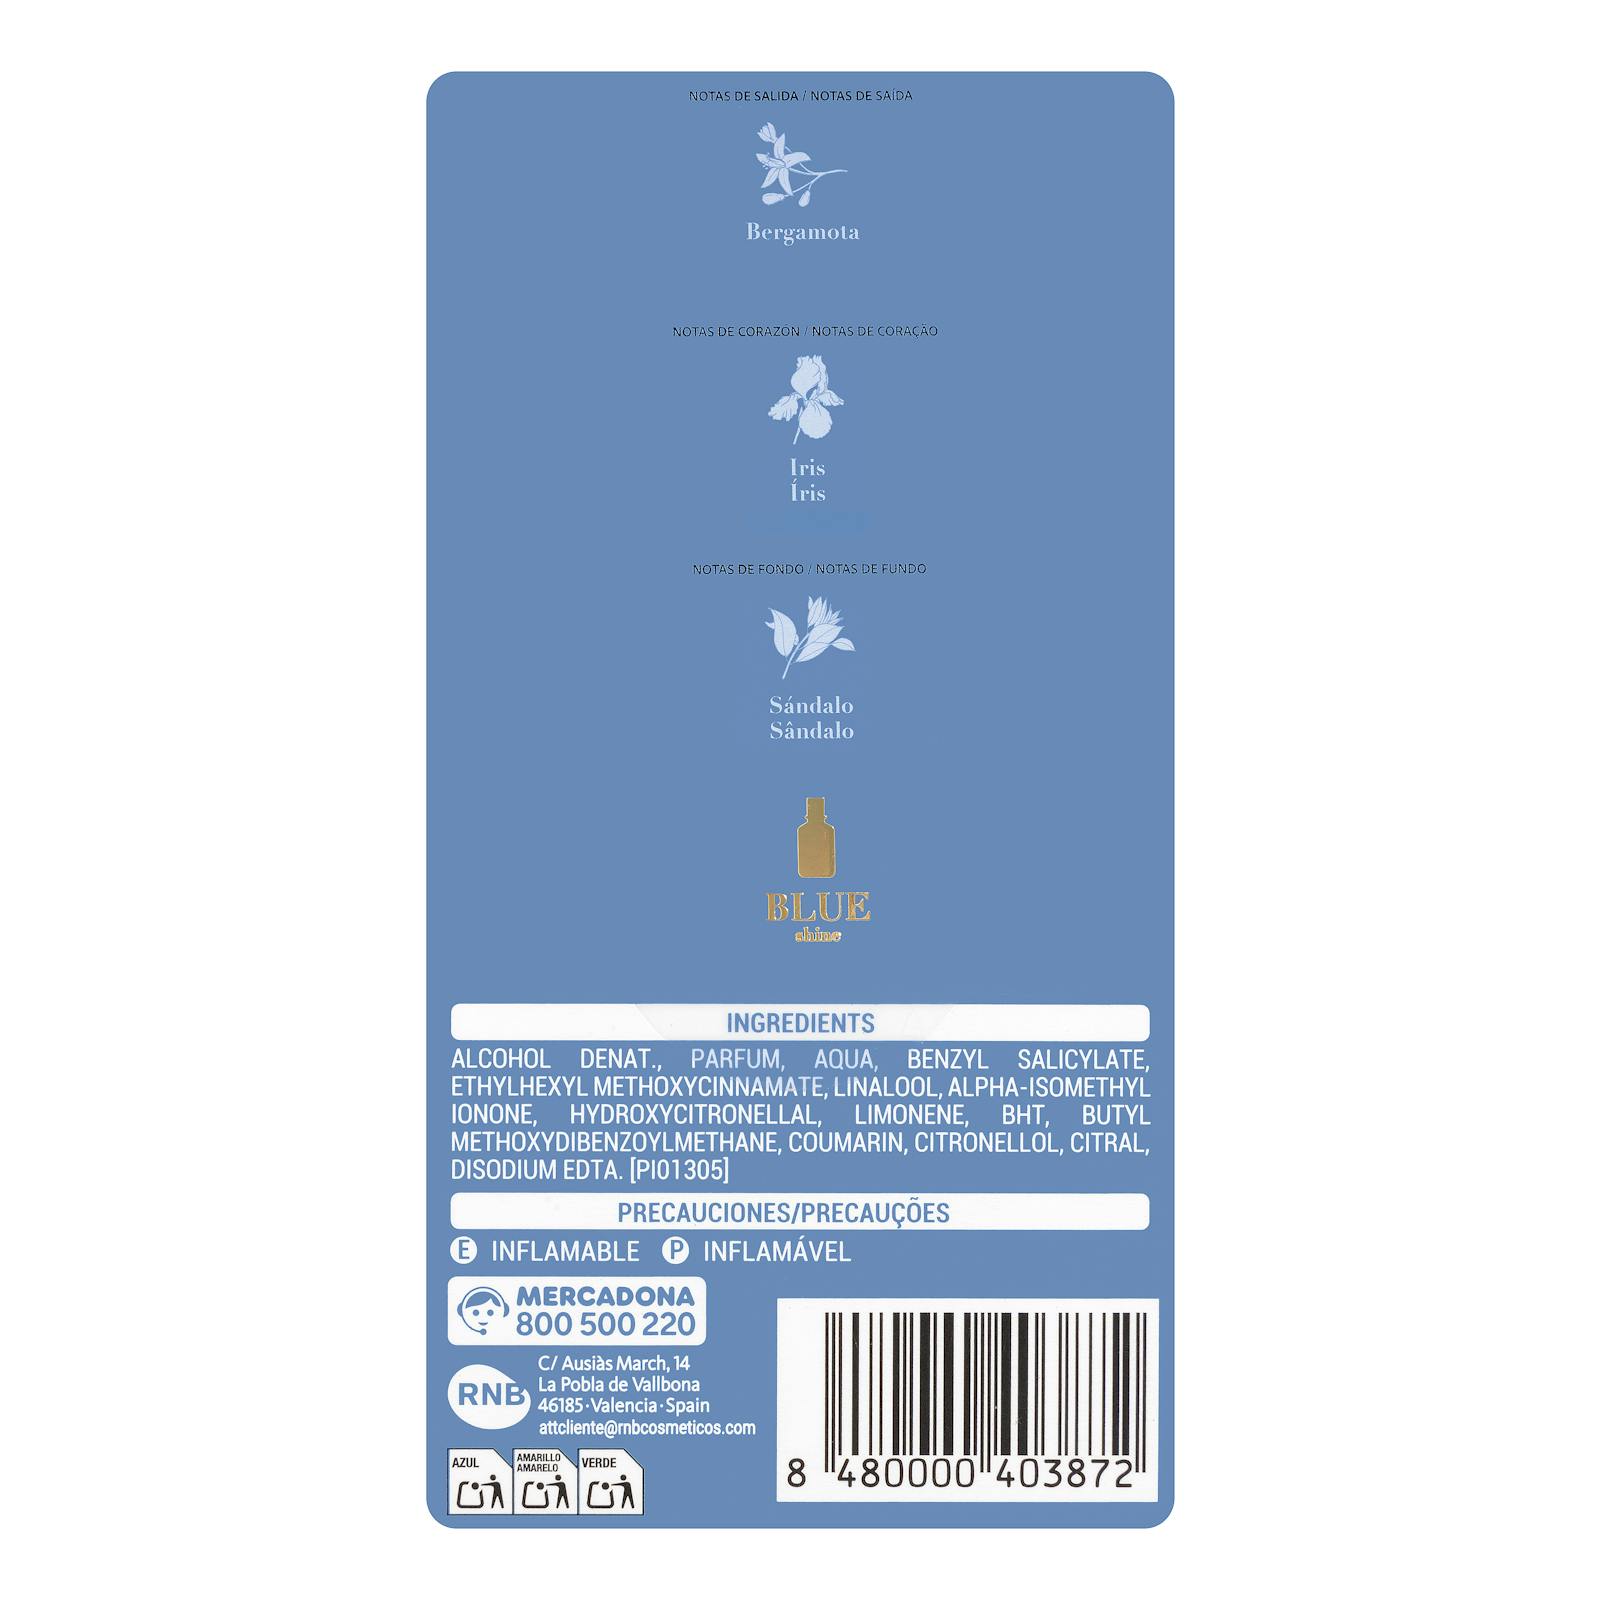 NOTAS DE SALIDA / NOTAS DE SAÍDA
Bergamota
NOTAS DE CORAZÓN / NOTAS DE CORAÇÃO
Iris
Íris
NOTAS DE FONDO / NOTAS DE FUNDO
Sándalo
Sândalo
BLUE
shine
INGREDIENTS
ALCOHOL DENAT., PARFUM, AQUA, BENZYL SALICYLATE,
ETHYLHEXYL METHOXYCINNAMATE, LINALOOL, ALPHA-ISOMETHYL
IONONE, HYDROXYCITRONELLAL, LIMONENE, BHT, BUTYL
METHOXYDIBENZOYLMETHANE, COUMARIN, CITRONELLOL, CITRAL,
DISODIUM EDTA. [PI01305]
PRECAUCIONES/PRECAUÇÕES
E INFLAMABLE P INFLAMÁVEL
MERCADONA
800 500 220
RNB
C/ Ausiàs March, 14
La Pobla de Vallbona
46185·Valencia·Spain
attcliente@rnbcosmeticos.com
AZUL
AMARILLO
AMARELO
VERDE
8 480000 403872